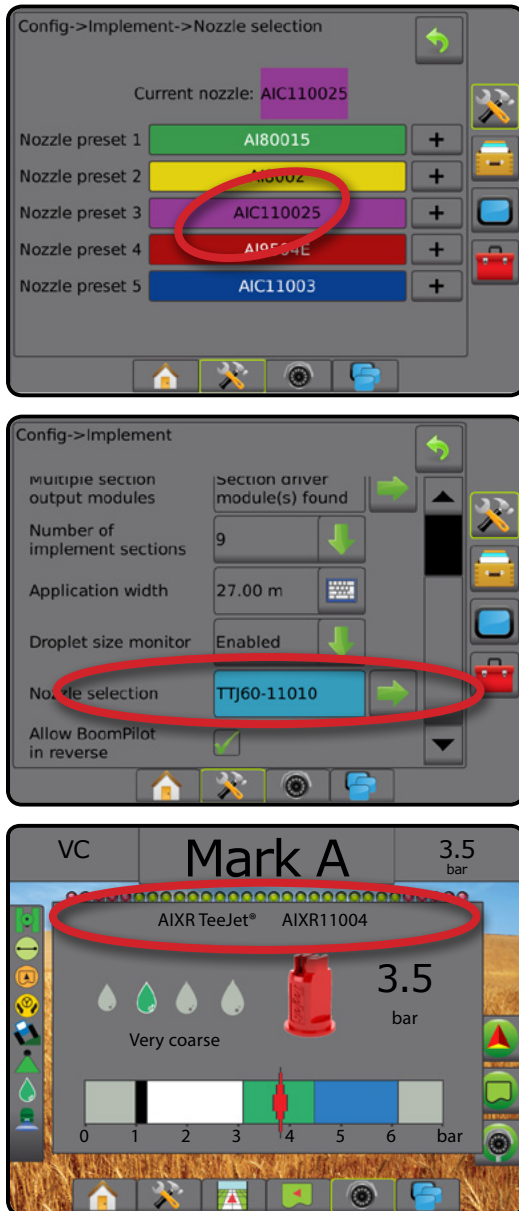 Config->Implement->Nozzle selection
Current nozzle: AIC110025
Nozzle preset 1 AI80015 +
Nozzle preset 2 +
Nozzle preset 3 AIC110025 +
Nozzle preset 4 +
Nozzle preset 5 AIC11003 +
Config->Implement
Multiple section Section driver
output modules module(s) found
Number of
implement sections 9
Application width 27.00 m
Droplet size monitor Enabled
Nozzle selection TTJ60-11010
Allow BoomPilot
in reverse
VC Mark A 3.5
bar
AIXR TeeJet® AIXR11004
3.5
bar
Very coarse
0 1 2 3 4 5 6 bar